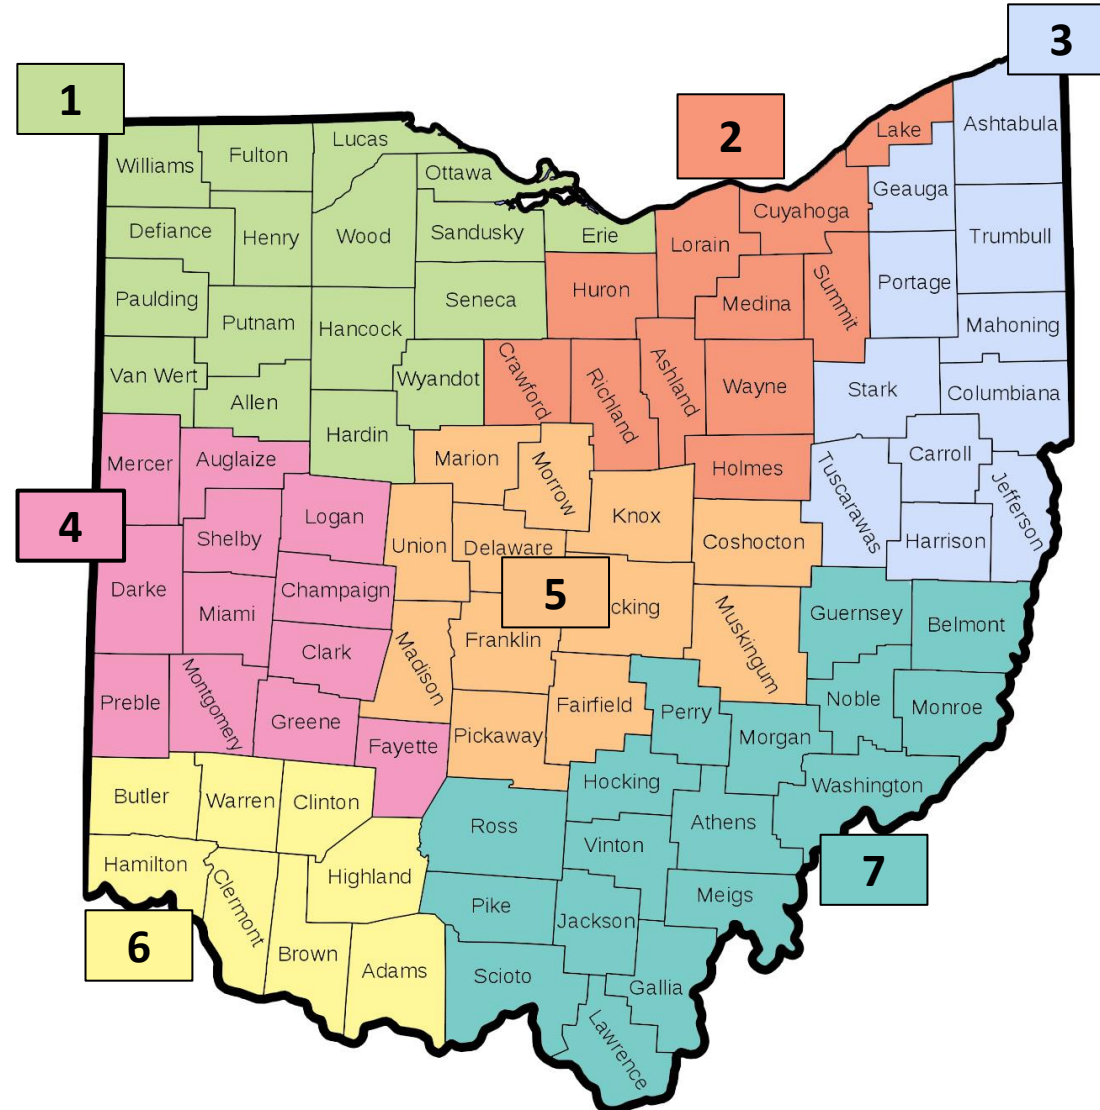 3
1
2
Lake
Ashtabula
Lucas
Fulton
Williams
Ottawa
Geauga
Cuyahoga
Defiance
Henry
Wood
Sandusky
Erie
Lorain
Trumbull
Portage
Huron
Medina
Summit
Paulding
Seneca
Putnam
Hancock
Mahoning
Van Wert
Wyandot
Crawford
Richland
Ashland
Wayne
Stark
Columbiana
Allen
Hardin
Marion
Morrow
Holmes
Carroll
Mercer
Auglaize
Tuscarawas
Jefferson
4
Logan
Knox
Shelby
Union
Delaware
Coshocton
Harrison
Darke
Champaign
5
cking
Miami
Guernsey
Belmont
Franklin
Madison
Muskingum
Clark
Preble
Montgomery
Greene
Fairfield
Perry
Noble
Monroe
Fayette
Pickaway
Morgan
Butler
Warren
Clinton
Hocking
Washington
Ross
Athens
Vinton
Hamilton
Highland
7
Clermont
Pike
Jackson
Meigs
6
Brown
Adams
Scioto
Gallia
Lawrence